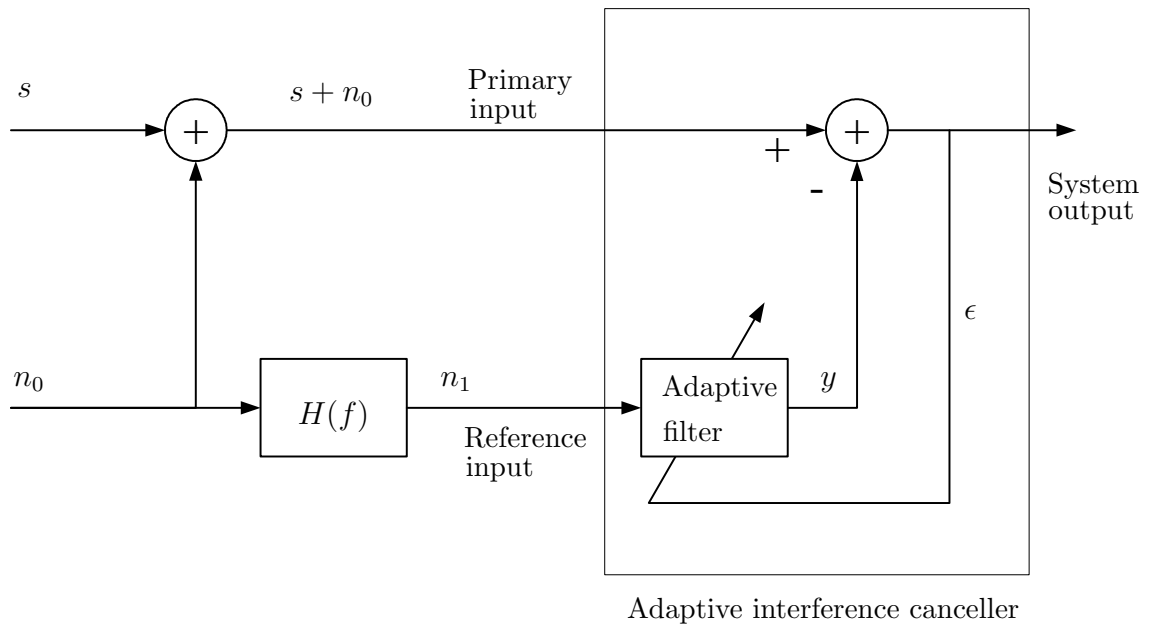 s
s + n₀
Primary
input
+
+
+
-
System
output
ϵ
n₀
H(f)
n₁
Reference
input
Adaptive
filter
y
Adaptive interference canceller